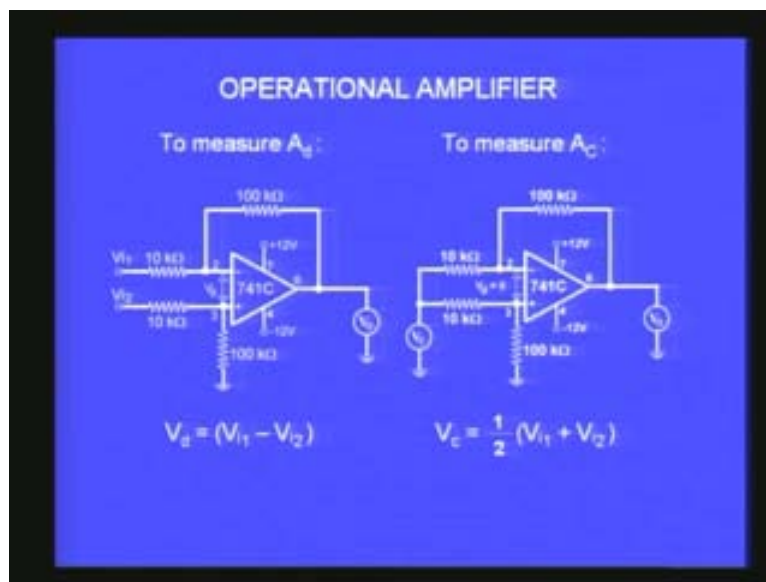 OPERATIONAL AMPLIFIER
To measure A_d :
To measure A_C :
100 kΩ
100 kΩ
Vi₁ 10 kΩ 2
+12V
7
741C
6
Vi₂
10 kΩ 3
4
-12V
100 kΩ
10 kΩ 2
+12V
7
741C
6
10 kΩ
3
4
-12V
100 kΩ
V_d = (V_i₁ – V_i₂)
V_c = 1/2 (V_i₁ + V_i₂)